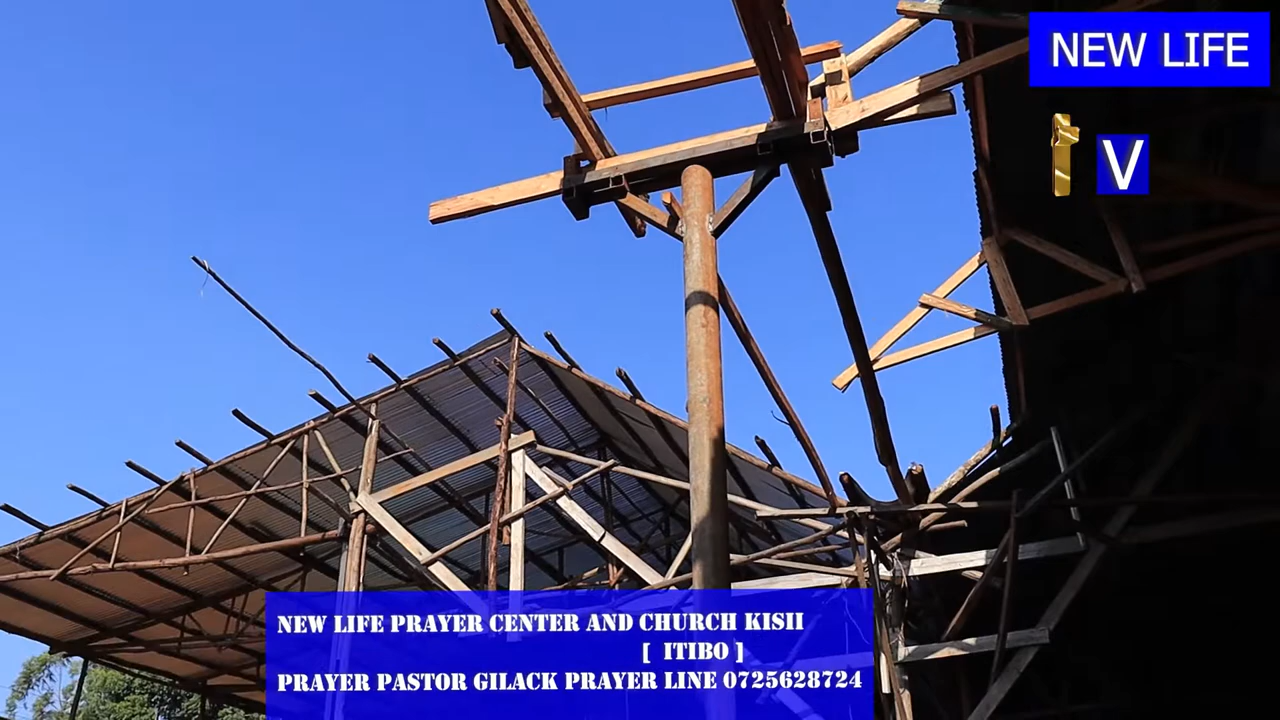 NEW LIFE
t V
NEW LIFE PRAYER CENTER AND CHURCH KISII
[ ITIBO ]
PRAYER PASTOR GILACK PRAYER LINE 0725628724